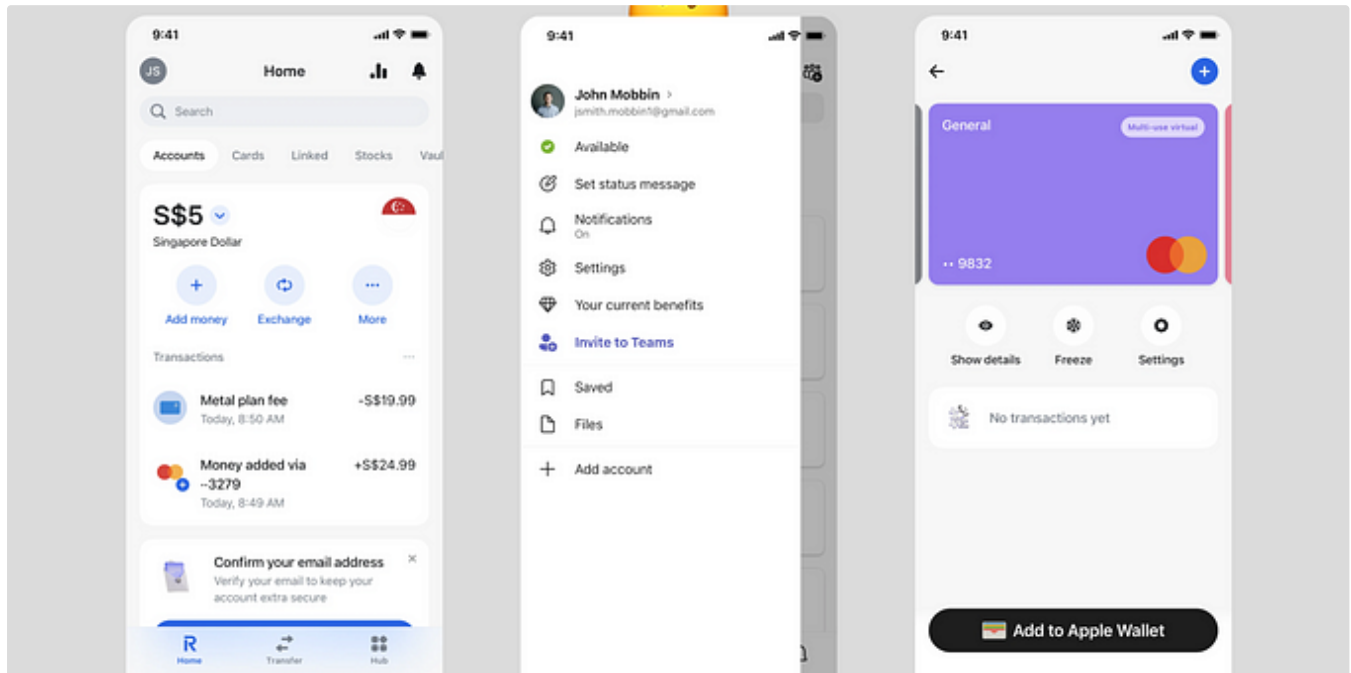 9:41
JS
Home
Search
Accounts Cards Linked Stocks Vaul
S$5
Singapore Dollar
Add money Exchange More
Transactions
Metal plan fee -S$19.99
Today, 8:50 AM
Money added via +S$24.99
··3279
Today, 8:49 AM
Confirm your email address
Verify your email to keep your
account extra secure
Home Transfer Hub
9:41
John Mobbin
jsmith.mobbin1@gmail.com
Available
Set status message
Notifications
On
Settings
Your current benefits
Invite to Teams
Saved
Files
Add account
9:41
General
Multi-use virtual
·· 9832
Show details Freeze Settings
No transactions yet
Add to Apple Wallet